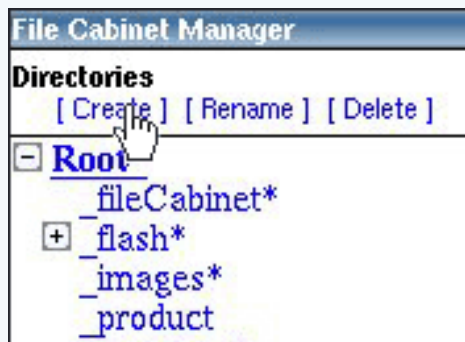 File Cabinet Manager
Directories
[ Create ] [ Rename ] [ Delete ]
Root
_fileCabinet*
_flash*
_images*
_product